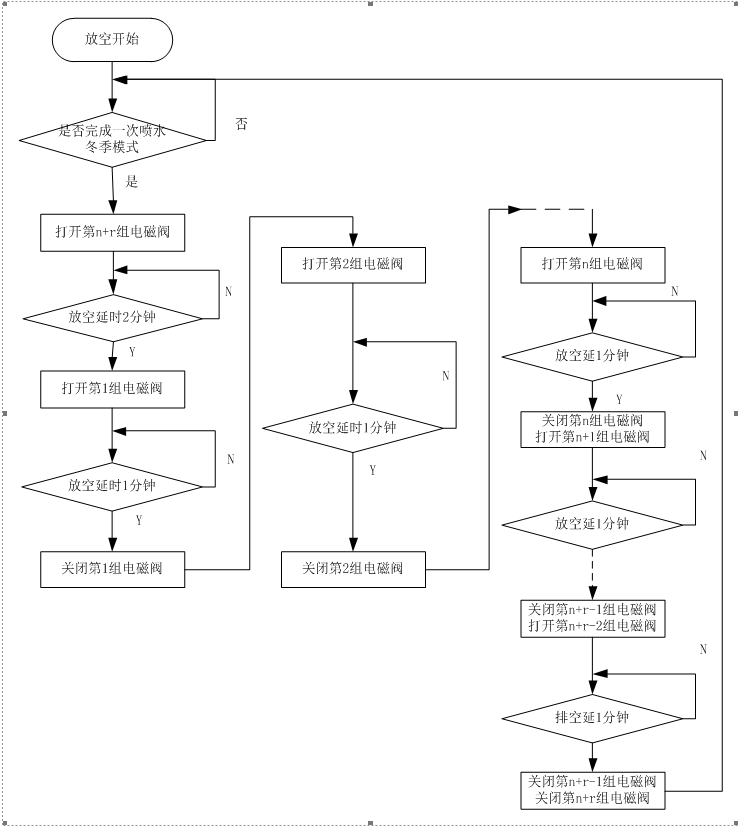 放空开始
是否完成一次喷水
冬季模式
否
是
打开第n+r组电磁阀
N
放空延时2分钟
Y
打开第1组电磁阀
N
放空延时1分钟
Y
关闭第1组电磁阀
打开第2组电磁阀
N
放空延时1分钟
Y
关闭第2组电磁阀
打开第n组电磁阀
N
放空延1分钟
Y
关闭第n组电磁阀
打开第n+1组电磁阀
N
放空延1分钟
关闭第n+r-1组电磁阀
打开第n+r-2组电磁阀
N
排空延1分钟
关闭第n+r-1组电磁阀
关闭第n+r组电磁阀